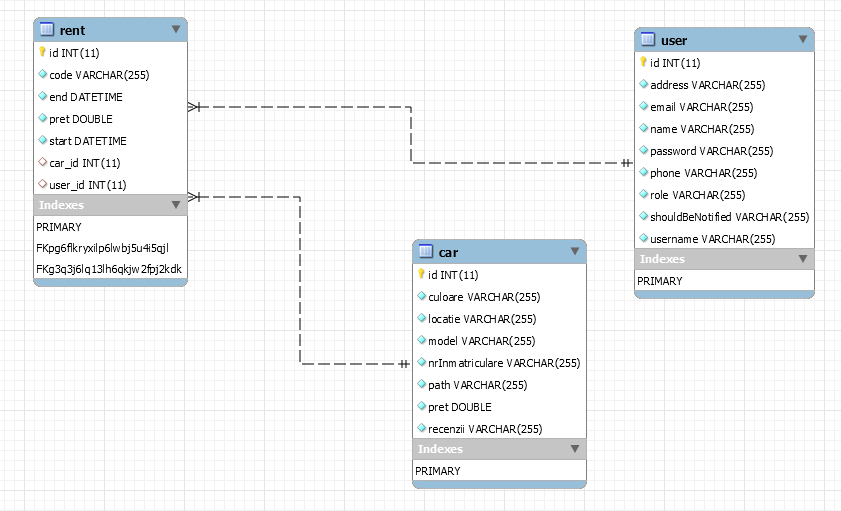 rent
id INT(11)
code VARCHAR(255)
end DATETIME
pret DOUBLE
start DATETIME
car_id INT(11)
user_id INT(11)
Indexes
PRIMARY
FKpg6flkryxilp6lwbj5u4i5qjl
FKg3q3j6lq13lh6qkjw2fpj2kdk
user
id INT(11)
address VARCHAR(255)
email VARCHAR(255)
name VARCHAR(255)
password VARCHAR(255)
phone VARCHAR(255)
role VARCHAR(255)
shouldBeNotified VARCHAR(255)
username VARCHAR(255)
Indexes
PRIMARY
car
id INT(11)
culoare VARCHAR(255)
locatie VARCHAR(255)
model VARCHAR(255)
nrInmatriculare VARCHAR(255)
path VARCHAR(255)
pret DOUBLE
recenzii VARCHAR(255)
Indexes
PRIMARY